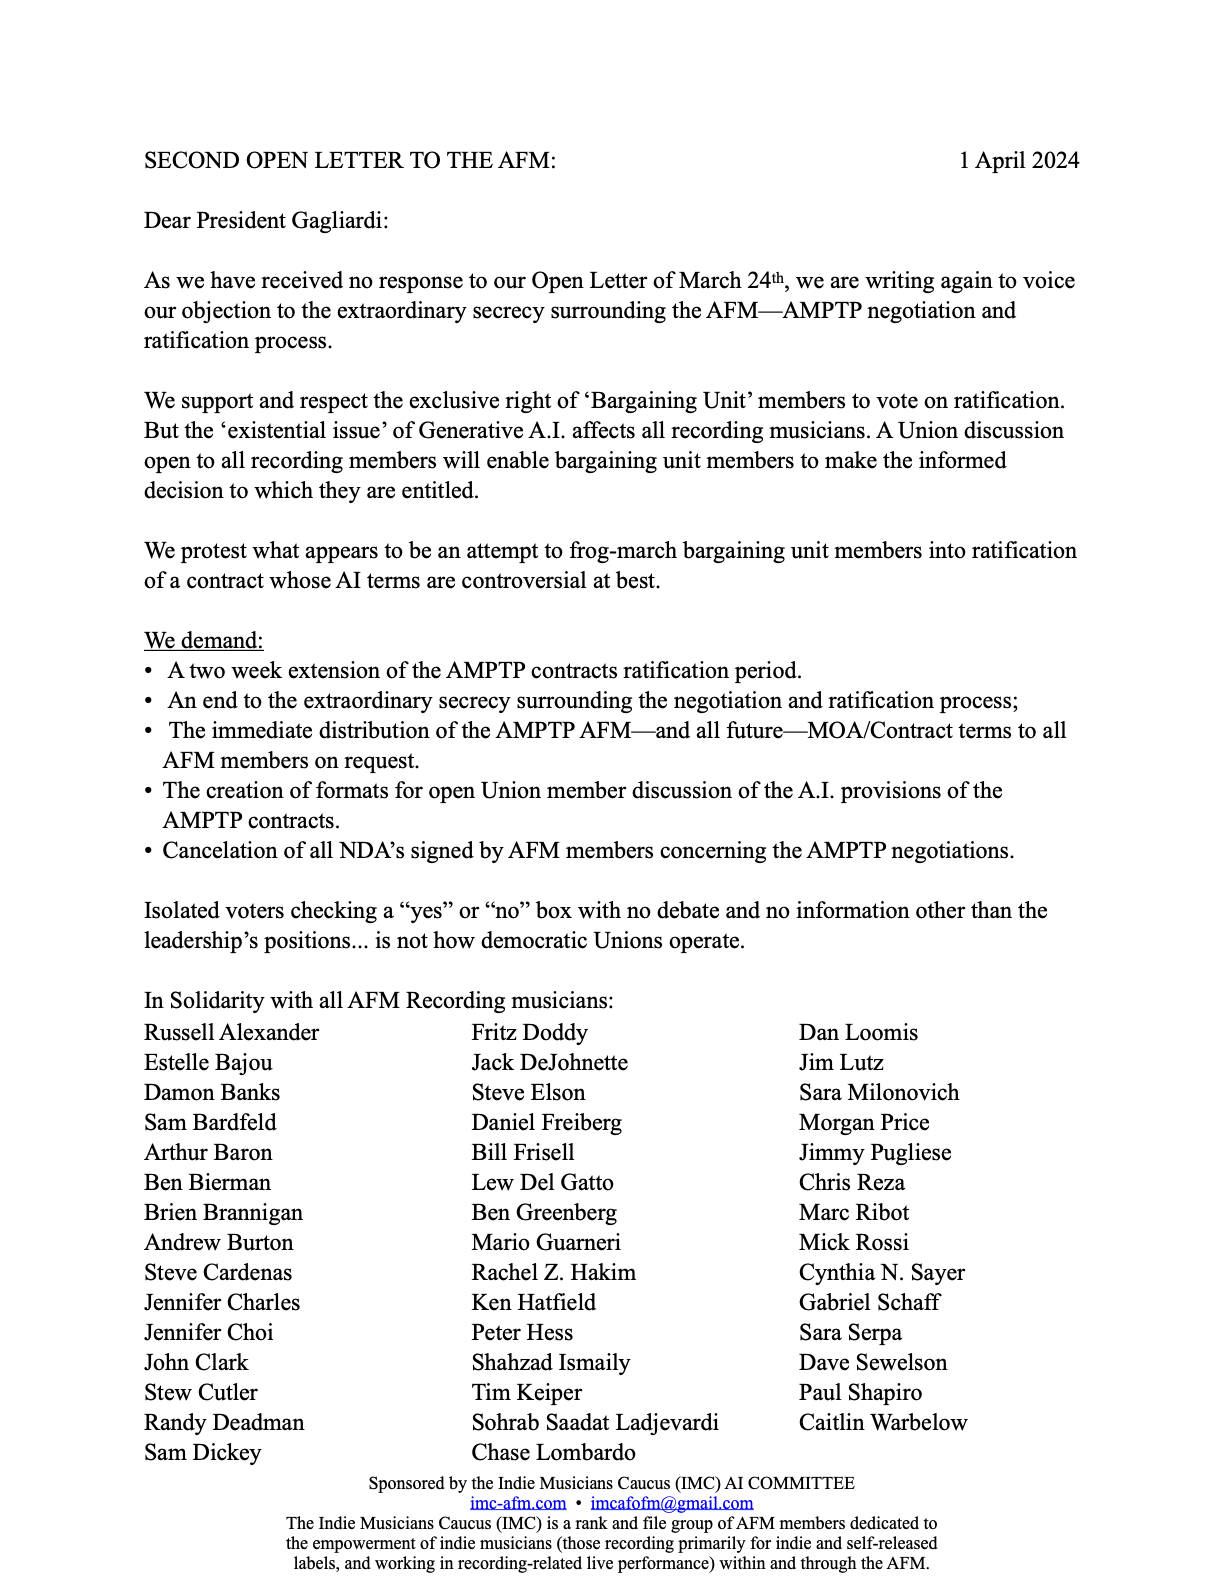 SECOND OPEN LETTER TO THE AFM: 1 April 2024
Dear President Gagliardi:
As we have received no response to our Open Letter of March 24th, we are writing again to voice
our objection to the extraordinary secrecy surrounding the AFM—AMPTP negotiation and
ratification process.
We support and respect the exclusive right of ‘Bargaining Unit’ members to vote on ratification.
But the ‘existential issue’ of Generative A.I. affects all recording musicians. A Union discussion
open to all recording members will enable bargaining unit members to make the informed
decision to which they are entitled.
We protest what appears to be an attempt to frog-march bargaining unit members into ratification
of a contract whose AI terms are controversial at best.
We demand:
• A two week extension of the AMPTP contracts ratification period.
• An end to the extraordinary secrecy surrounding the negotiation and ratification process;
• The immediate distribution of the AMPTP AFM—and all future—MOA/Contract terms to all
AFM members on request.
• The creation of formats for open Union member discussion of the A.I. provisions of the
AMPTP contracts.
• Cancelation of all NDA’s signed by AFM members concerning the AMPTP negotiations.
Isolated voters checking a “yes” or “no” box with no debate and no information other than the
leadership’s positions... is not how democratic Unions operate.
In Solidarity with all AFM Recording musicians:
Russell Alexander
Estelle Bajou
Damon Banks
Sam Bardfeld
Arthur Baron
Ben Bierman
Brien Brannigan
Andrew Burton
Steve Cardenas
Jennifer Charles
Jennifer Choi
John Clark
Stew Cutler
Randy Deadman
Sam Dickey
Fritz Doddy
Jack DeJohnette
Steve Elson
Daniel Freiberg
Bill Frisell
Lew Del Gatto
Ben Greenberg
Mario Guarneri
Rachel Z. Hakim
Ken Hatfield
Peter Hess
Shahzad Ismaily
Tim Keiper
Sohrab Saadat Ladjevardi
Chase Lombardo
Dan Loomis
Jim Lutz
Sara Milonovich
Morgan Price
Jimmy Pugliese
Chris Reza
Marc Ribot
Mick Rossi
Cynthia N. Sayer
Gabriel Schaff
Sara Serpa
Dave Sewelson
Paul Shapiro
Caitlin Warbelow
Sponsored by the Indie Musicians Caucus (IMC) AI COMMITTEE
imc-afm.com • imcafofm@gmail.com
The Indie Musicians Caucus (IMC) is a rank and file group of AFM members dedicated to
the empowerment of indie musicians (those recording primarily for indie and self-released
labels, and working in recording-related live performance) within and through the AFM.